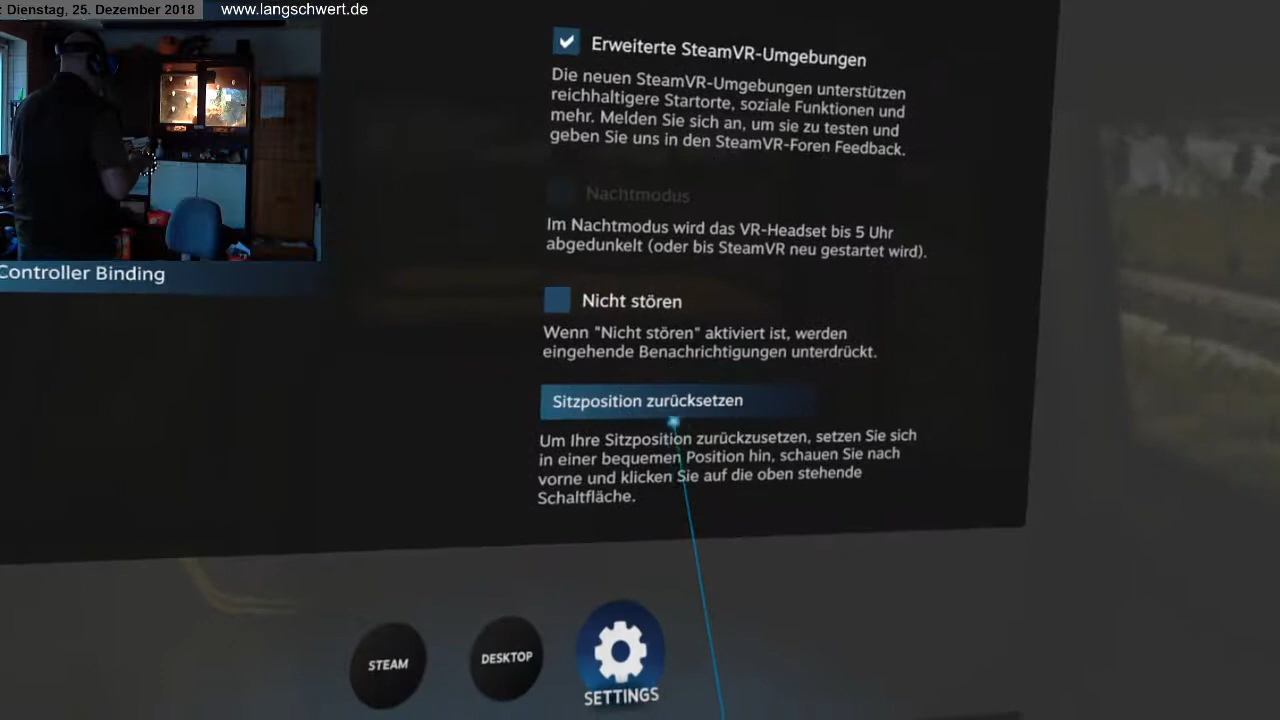 : Dienstag, 25. Dezember 2018
www.langschwert.de
Controller Binding
Erweiterte SteamVR-Umgebungen
Die neuen SteamVR-Umgebungen unterstützen
reichhaltigere Startorte, soziale Funktionen und
mehr. Melden Sie sich an, um sie zu testen und
geben Sie uns in den SteamVR-Foren Feedback.
Nachtmodus
Im Nachtmodus wird das VR-Headset bis 5 Uhr
abgedunkelt (oder bis SteamVR neu gestartet wird).
Nicht stören
Wenn "Nicht stören" aktiviert ist, werden
eingehende Benachrichtigungen unterdrückt.
Sitzposition zurücksetzen
Um Ihre Sitzposition zurückzusetzen, setzen Sie sich
in einer bequemen Position hin, schauen Sie nach
vorne und klicken Sie auf die oben stehende
Schaltfläche.
STEAM
DESKTOP
SETTINGS